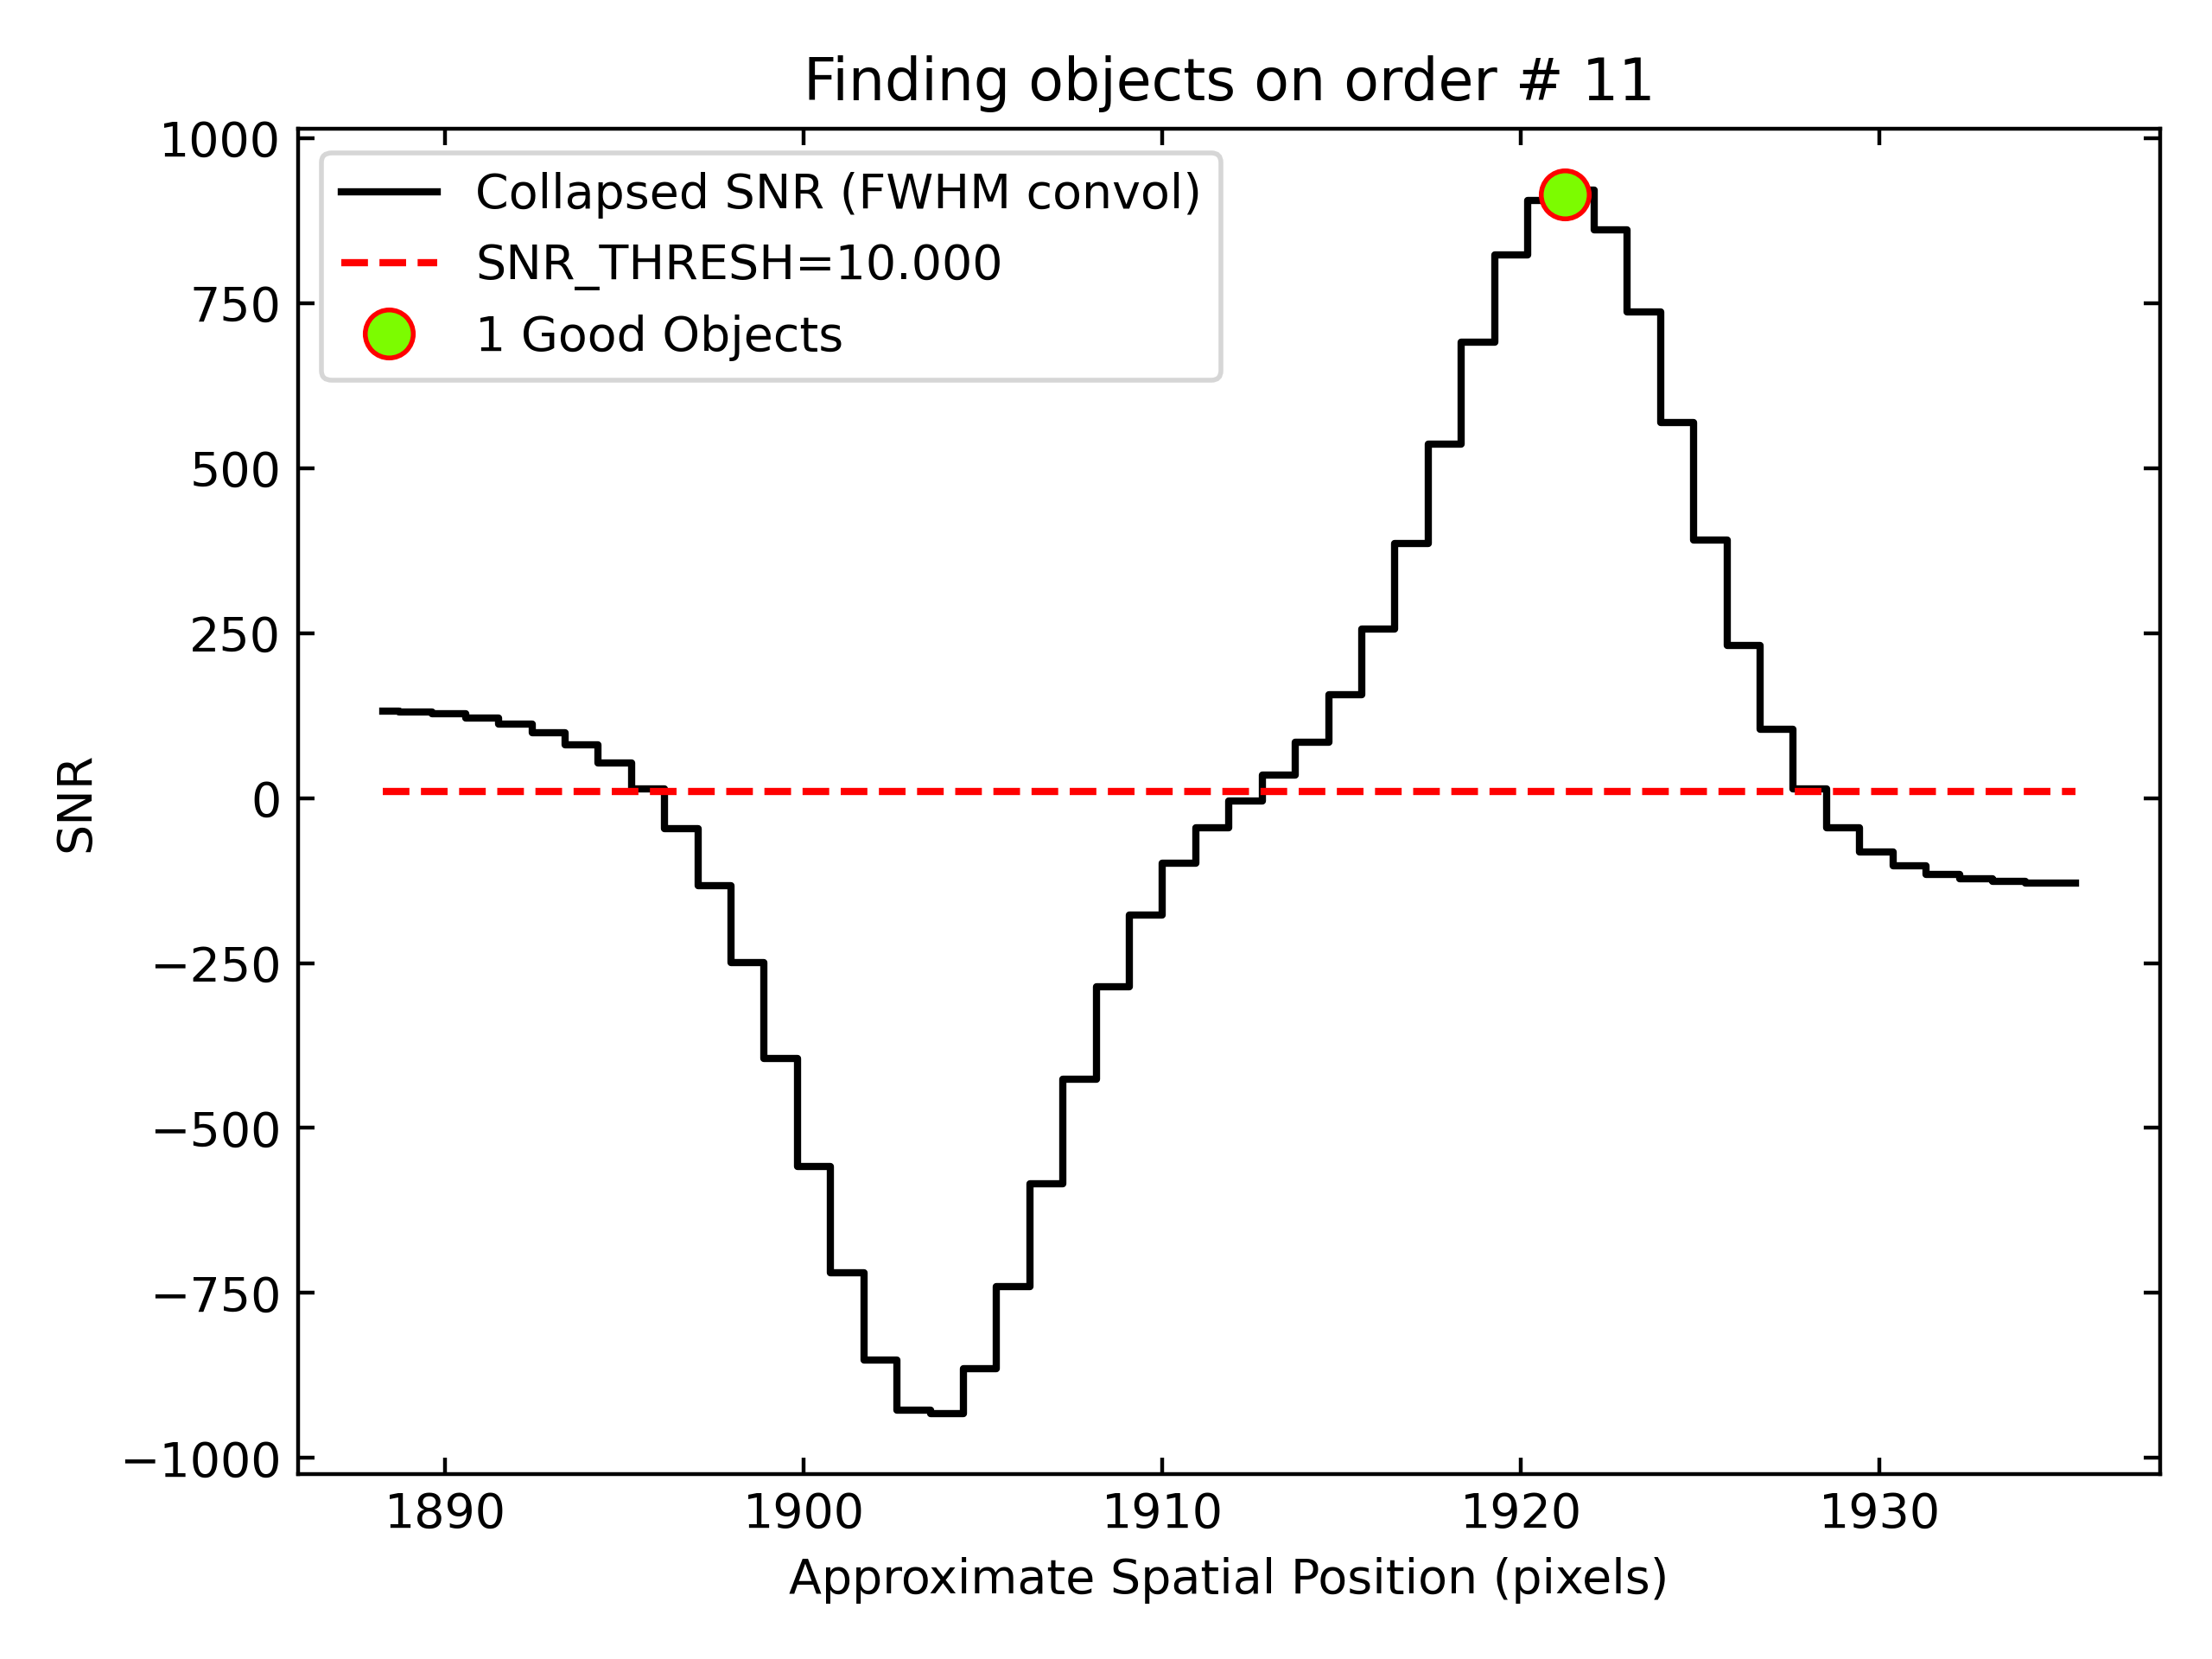 Finding objects on order # 11
Collapsed SNR (FWHM convol)
SNR_THRESH=10.000
1 Good Objects
1000
750
500
250
0
−250
−500
−750
−1000
SNR
1890 1900 1910 1920 1930
Approximate Spatial Position (pixels)